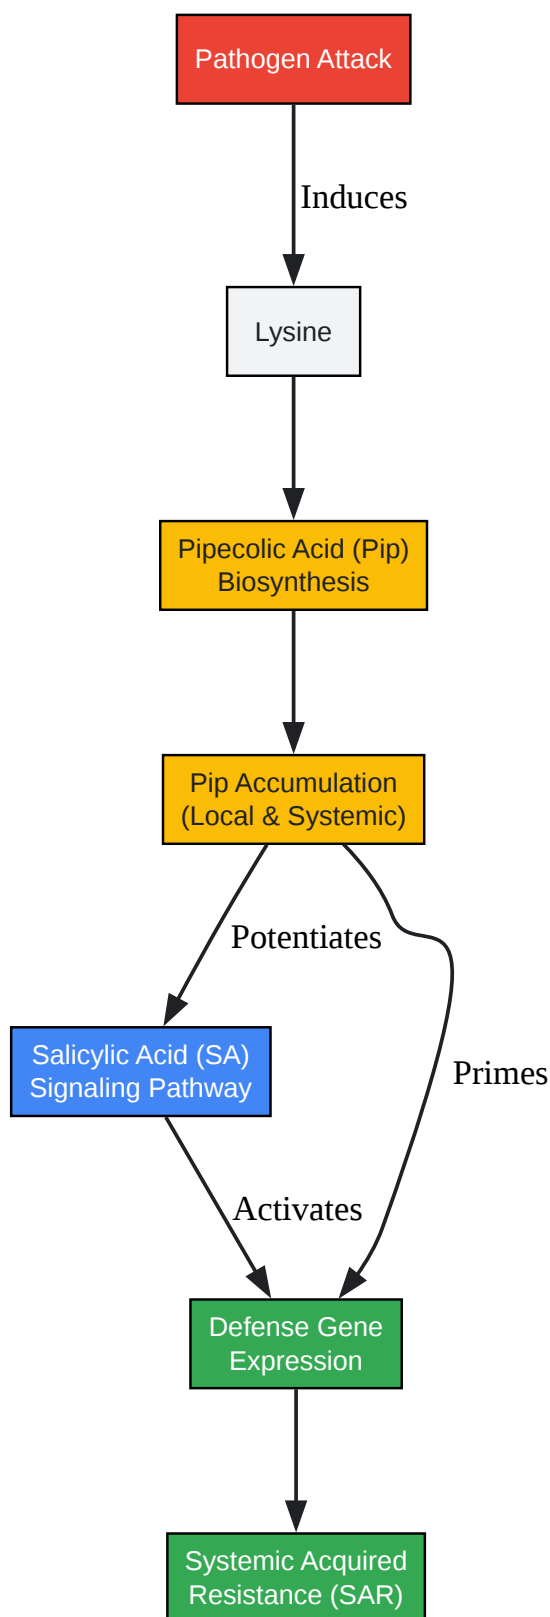 Pathogen Attack
Induces
Lysine
Pipecolic Acid (Pip)
Biosynthesis
Pip Accumulation
(Local & Systemic)
Potentiates
Salicylic Acid (SA)
Signaling Pathway
Primes
Activates
Defense Gene
Expression
Systemic Acquired
Resistance (SAR)